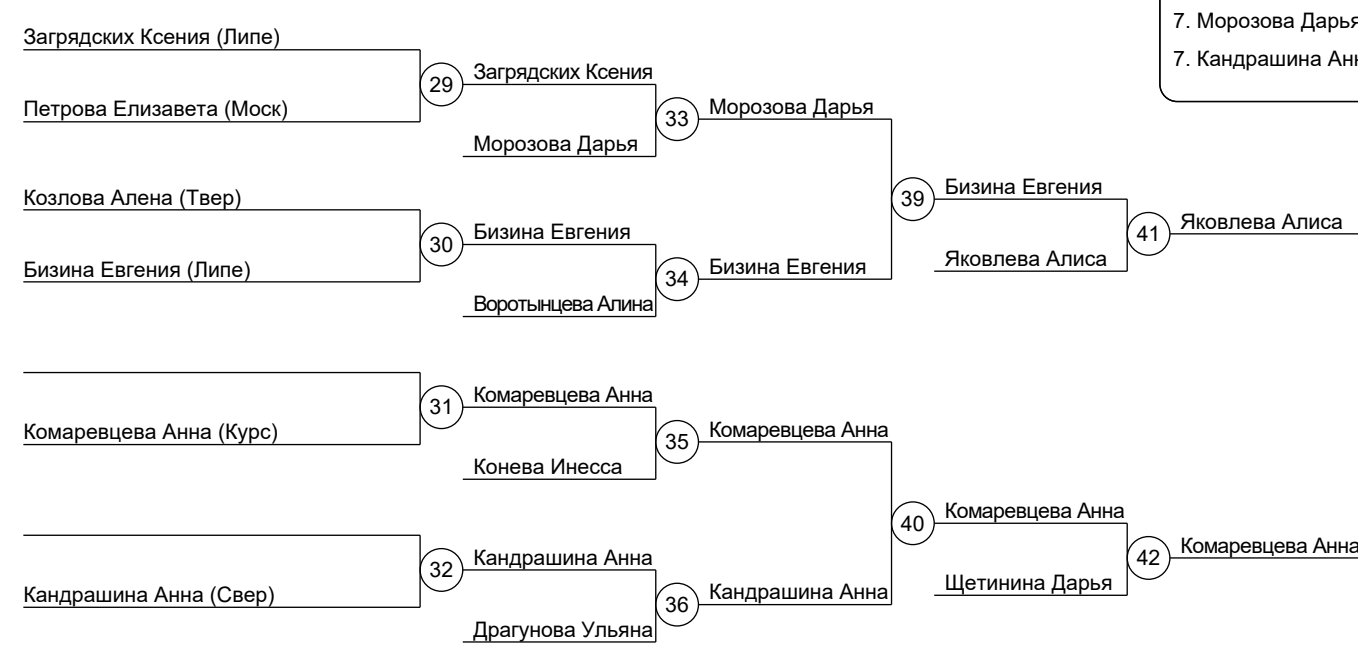 7. Морозова Дарья
7. Кандрашина Анн
Загрядских Ксения (Липе)
Петрова Елизавета (Моск)
29
Загрядских Ксения
Морозова Дарья
33
Морозова Дарья
Козлова Алена (Твер)
Бизина Евгения (Липе)
30
Бизина Евгения
Воротынцева Алина
34
Бизина Евгения
39
Бизина Евгения
Яковлева Алиса
41
Яковлева Алиса
Комаревцева Анна (Курс)
31
Комаревцева Анна
Конева Инесса
35
Комаревцева Анна
Кандрашина Анна (Свер)
32
Кандрашина Анна
Драгунова Ульяна
36
Кандрашина Анна
40
Комаревцева Анна
Щетинина Дарья
42
Комаревцева Анна